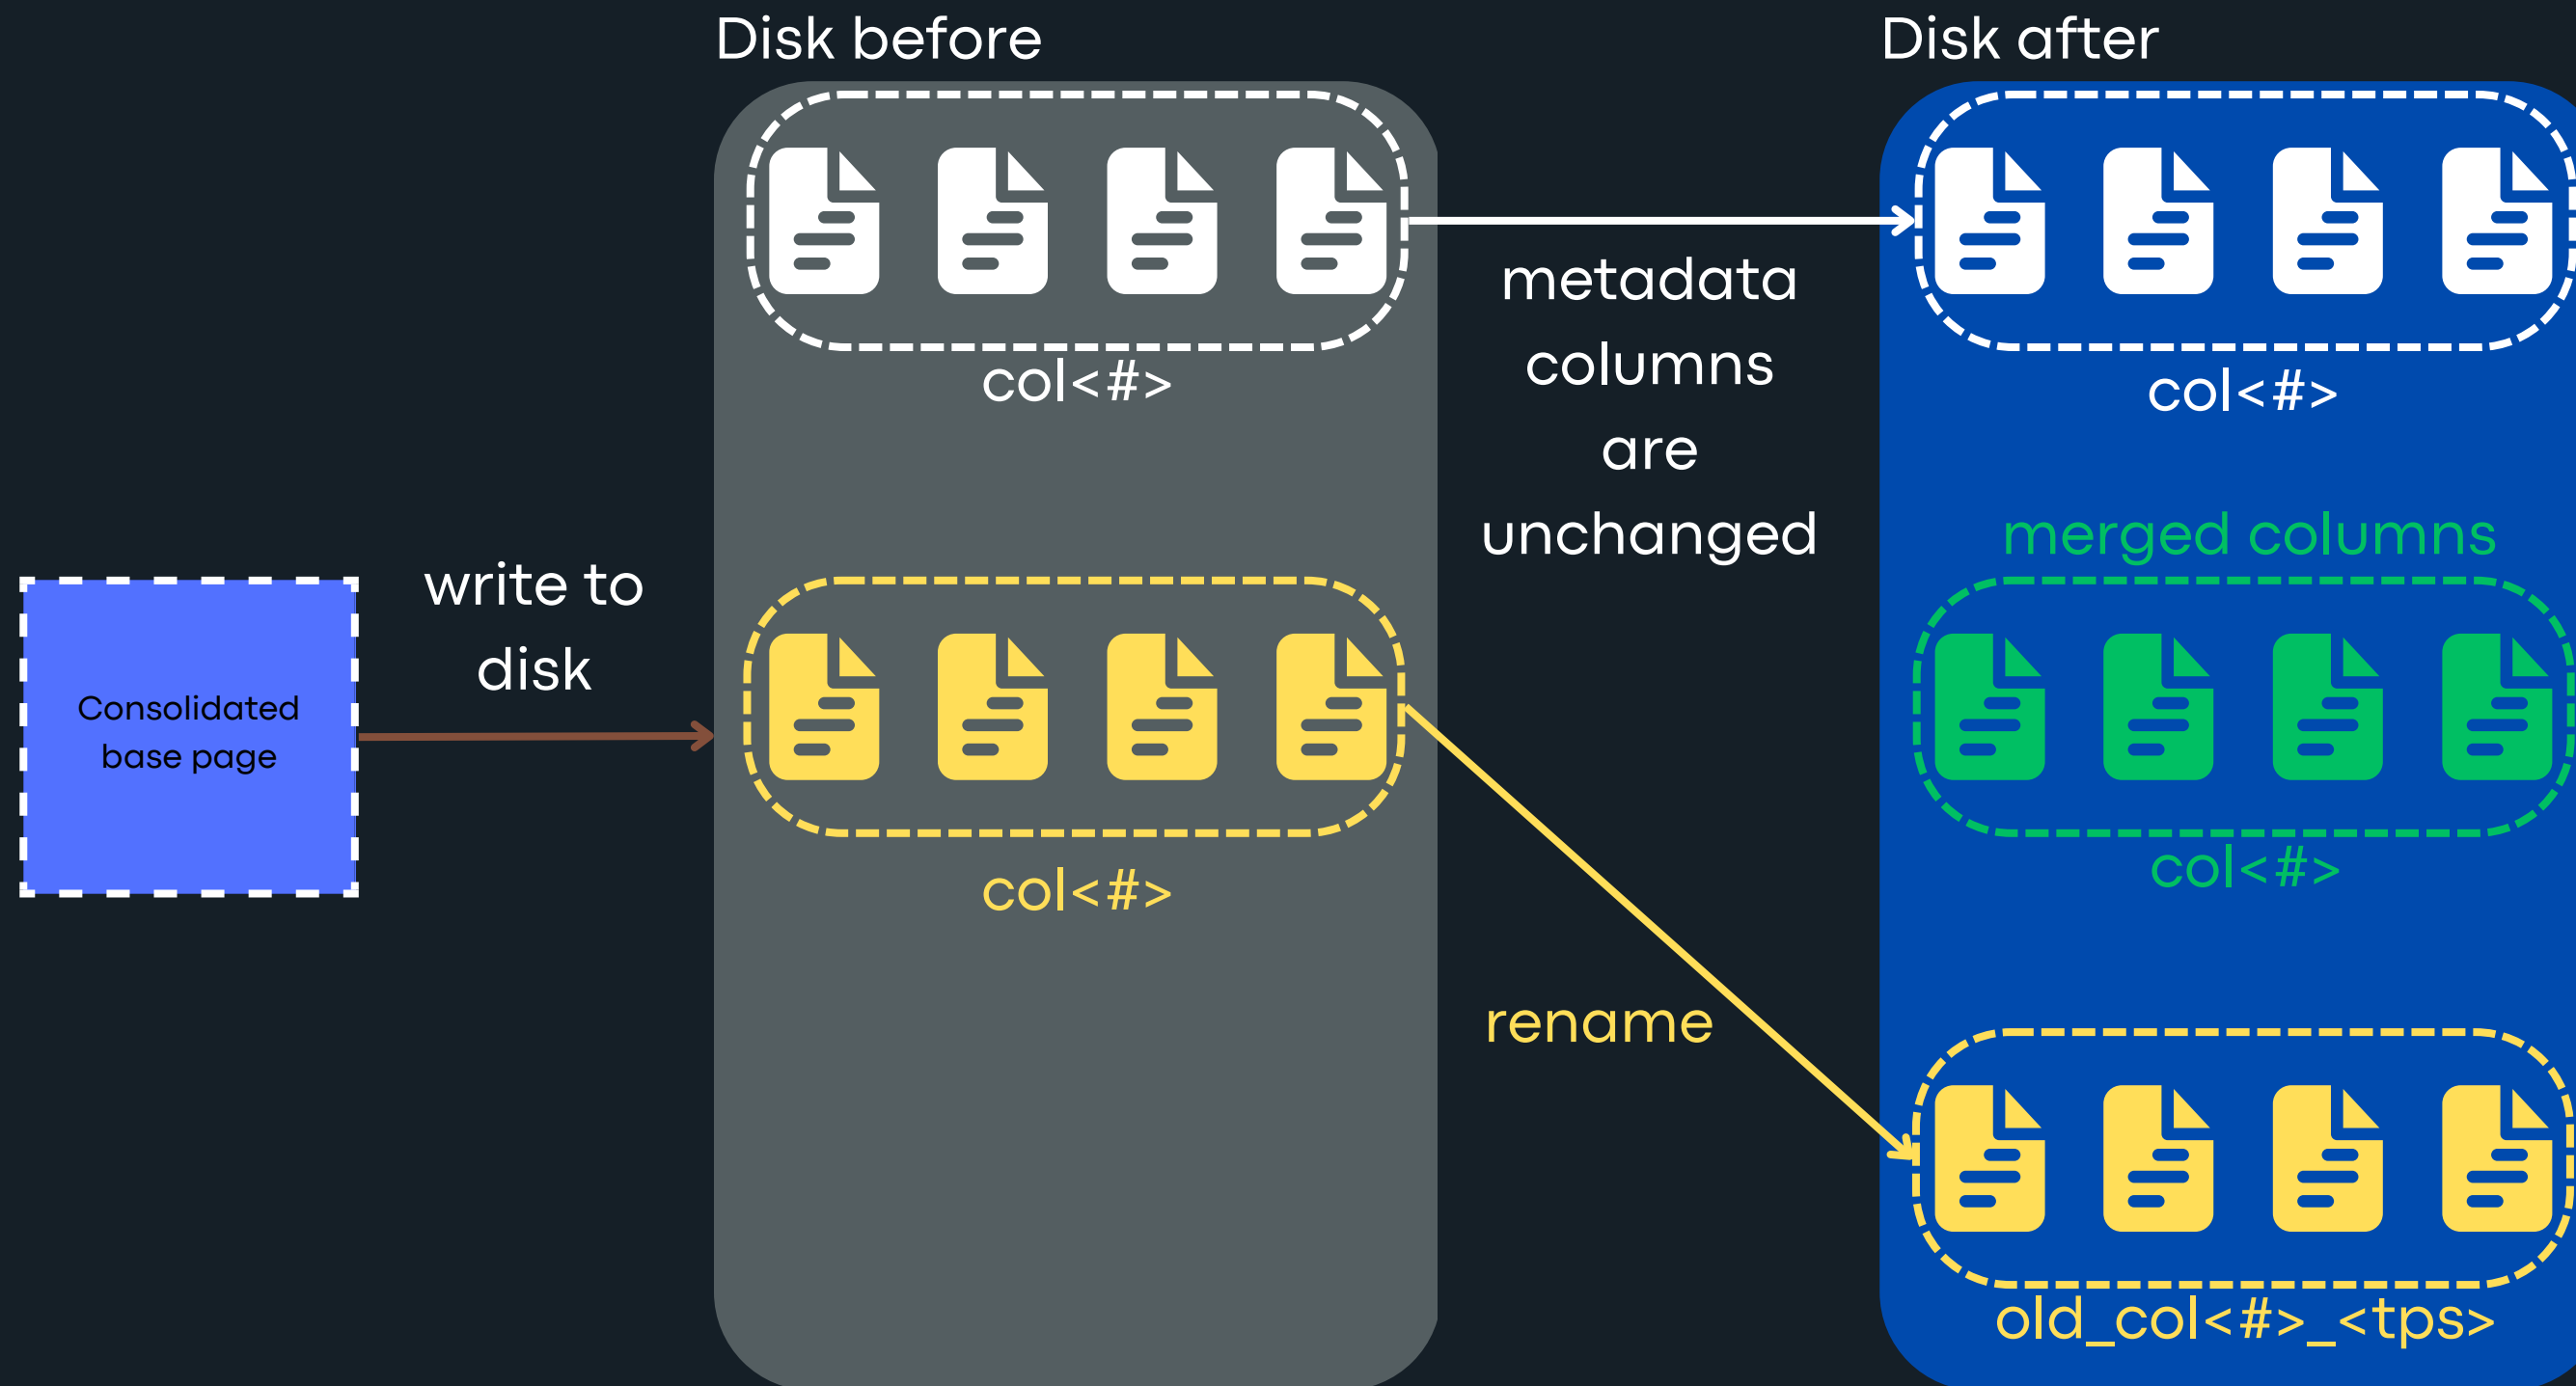 Disk before
Disk after
col<#>
metadata
columns
are
unchanged
col<#>
write to
disk
Consolidated
base page
col<#>
merged columns
col<#>
rename
old_col<#>_<tps>